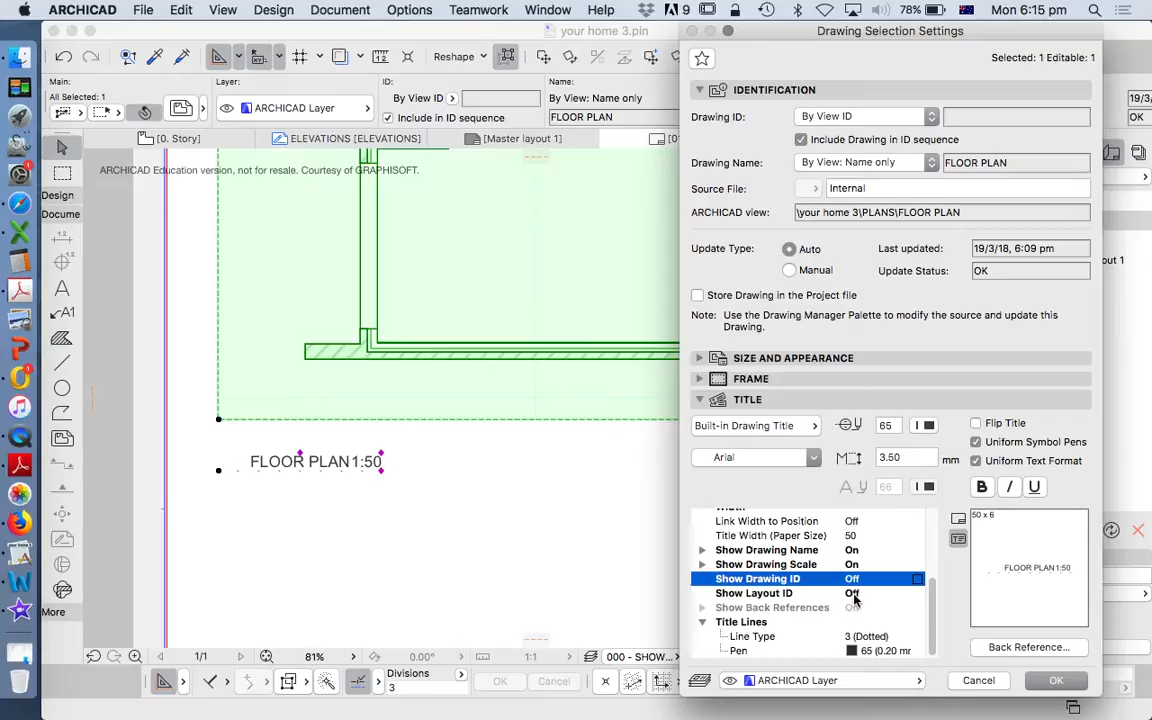 ARCHICAD File Edit View Design Document Options Teamwork Window Help 78% Mon 6:15 pm
your home 3.pln
Drawing Selection Settings
Selected: 1 Editable: 1
Reshape
Main:
All Selected: 1
Layer:
ARCHICAD Layer
ID:
By View ID
Include in ID sequence
Name:
By View: Name only
FLOOR PLAN
19/3/
OK
[0. Story]
ELEVATIONS [ELEVATIONS]
[Master layout 1]
ARCHICAD Education version, not for resale. Courtesy of GRAPHISOFT.
Design
Docume
More
FLOOR PLAN 1:50
1/1
81%
0.00°
1:1
000 - SHOW...
Divisions
3
OK
Cancel
IDENTIFICATION
Drawing ID:
By View ID
Include Drawing in ID sequence
Drawing Name:
By View: Name only
FLOOR PLAN
Source File:
Internal
ARCHICAD view:
\your home 3\PLANS\FLOOR PLAN
Update Type:
Auto
Last updated:
19/3/18, 6:09 pm
Manual
Update Status:
OK
Store Drawing in the Project file
Note: Use the Drawing Manager Palette to modify the source and update this
Drawing.
SIZE AND APPEARANCE
FRAME
TITLE
Built-in Drawing Title
65
Flip Title
Uniform Symbol Pens
Arial
3.50 mm
Uniform Text Format
66
B I U
Link Width to Position Off
Title Width (Paper Size) 50
Show Drawing Name On
Show Drawing Scale On
Show Drawing ID Off
Show Layout ID Off
Show Back References
Title Lines
Line Type 3 (Dotted)
Pen 65 (0.20 mr
50 x 6
FLOOR PLAN 1:50
Back Reference...
ARCHICAD Layer
Cancel
OK